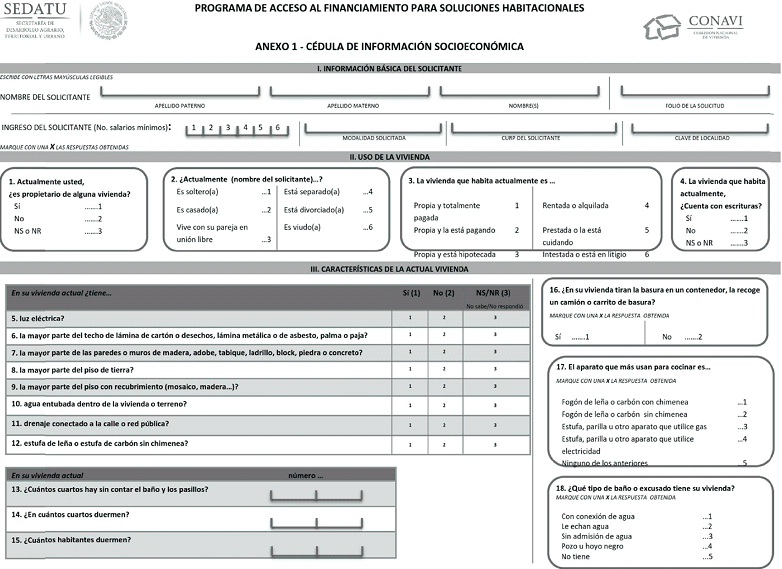 SEDATU
SECRETARÍA DE
DESARROLLO AGRARIO,
TERRITORIAL Y URBANO
PROGRAMA DE ACCESO AL FINANCIAMIENTO PARA SOLUCIONES HABITACIONALES
CONAVI
COMISIÓN NACIONAL
DE VIVIENDA
ANEXO 1 - CÉDULA DE INFORMACIÓN SOCIOECONÓMICA
I. INFORMACIÓN BÁSICA DEL SOLICITANTE
ESCRIBE CON LETRAS MAYÚSCULAS LEGIBLES
NOMBRE DEL SOLICITANTE
APELLIDO PATERNO APELLIDO MATERNO NOMBRE(S) FOLIO DE LA SOLICITUD
INGRESO DEL SOLICITANTE (No. salarios mínimos): 1 2 3 4 5 6
MODALIDAD SOLICITADA CURP DEL SOLICITANTE CLAVE DE LOCALIDAD
MARQUE CON UNA X LAS RESPUESTAS OBTENIDAS
II. USO DE LA VIVIENDA
1. Actualmente usted,
¿es propietario de alguna vivienda?
Sí .......1
No .......2
NS o NR .......3
2. ¿Actualmente (nombre del solicitante)...?
Es soltero(a) ...1 Está separado(a) ...4
Es casado(a) ...2 Está divorciado(a) ...5
Vive con su pareja en
unión libre ...3
Es viudo(a) ...6
3. La vivienda que habita actualmente es ...
Propia y totalmente
pagada 1
Rentada o alquilada 4
Propia y la está pagando 2
Prestada o la está
cuidando 5
Propia y está hipotecada 3 Intestada o está en litigio 6
4. La vivienda que habita
actualmente,
¿Cuenta con escrituras?
Sí .......1
No .......2
NS o NR .......3
III. CARACTERÍSTICAS DE LA ACTUAL VIVIENDA
En su vivienda actual ¿tiene... Sí (1) No (2) NS/NR (3)
No sabe/No respondió..
5. luz eléctrica? 1 2 3
6. la mayor parte del techo de lámina de cartón o desechos, lámina metálica o de asbesto, palma o paja? 1 2 3
7. la mayor parte de las paredes o muros de madera, adobe, tabique, ladrillo, block, piedra o concreto? 1 2 3
8. la mayor parte del piso de tierra? 1 2 3
9. la mayor parte del piso con recubrimiento (mosaico, madera...)? 1 2 3
10. agua entubada dentro de la vivienda o terreno? 1 2 3
11. drenaje conectado a la calle o red pública? 1 2 3
12. estufa de leña o estufa de carbón sin chimenea? 1 2 3
En su vivienda actual número ...
13. ¿Cuántos cuartos hay sin contar el baño y los pasillos?
14. ¿En cuántos cuartos duermen?
15. ¿Cuántos habitantes duermen?
16. ¿En su vivienda tiran la basura en un contenedor, la recoge
un camión o carrito de basura?
MARQUE CON UNA X LA RESPUESTA OBTENIDA
Sí .......1 No .......2
17. El aparato que más usan para cocinar es...
MARQUE CON UNA X LA RESPUESTA OBTENIDA
Fogón de leña o carbón con chimenea ...1
Fogón de leña o carbón sin chimenea ...2
Estufa, parilla u otro aparato que utilice gas ...3
Estufa, parilla u otro aparato que utilice ...4
electricidad
Ninguno de los anteriores ...5
18. ¿Qué tipo de baño o excusado tiene su vivienda?
MARQUE CON UNA X LA RESPUESTA OBTENIDA
Con conexión de agua ...1
Le echan agua ...2
Sin admisión de agua ...3
Pozo u hoyo negro ...4
No tiene ...5